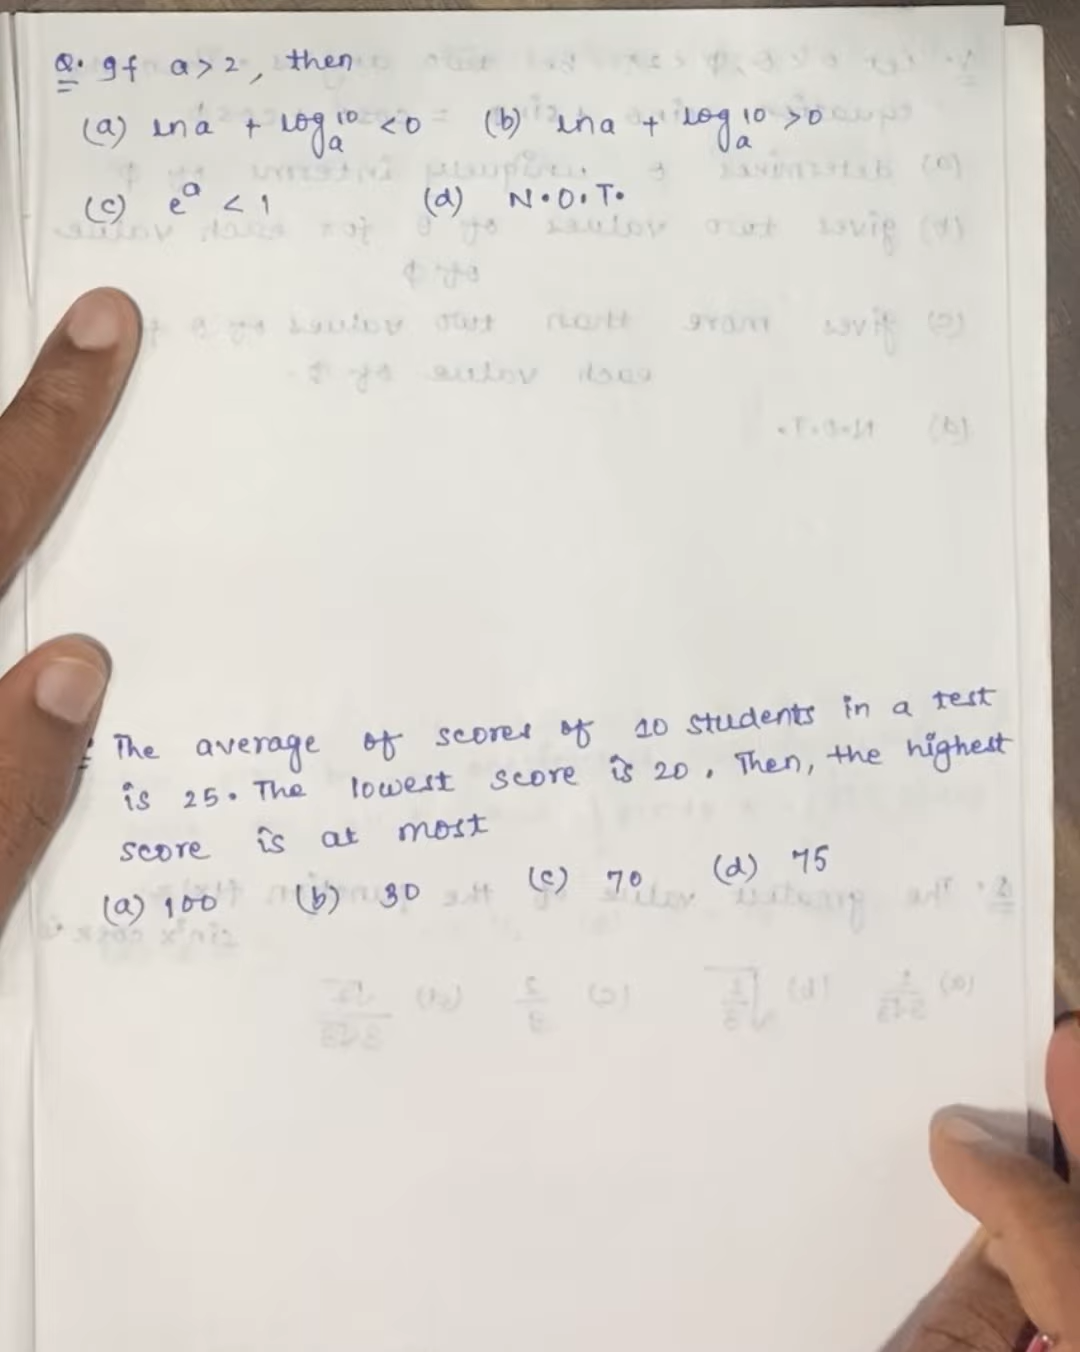 Q. If a > 2, then
(a) ln a + log_a 10 < 0 (b) ln a + log_a 10 > 0
(c) e^a < 1 (d) N.O.T.
The average of scores of 10 students in a test
is 25. The lowest score is 20. Then, the highest
score is at most
(a) 100 (b) 30 (c) 70 (d) 75